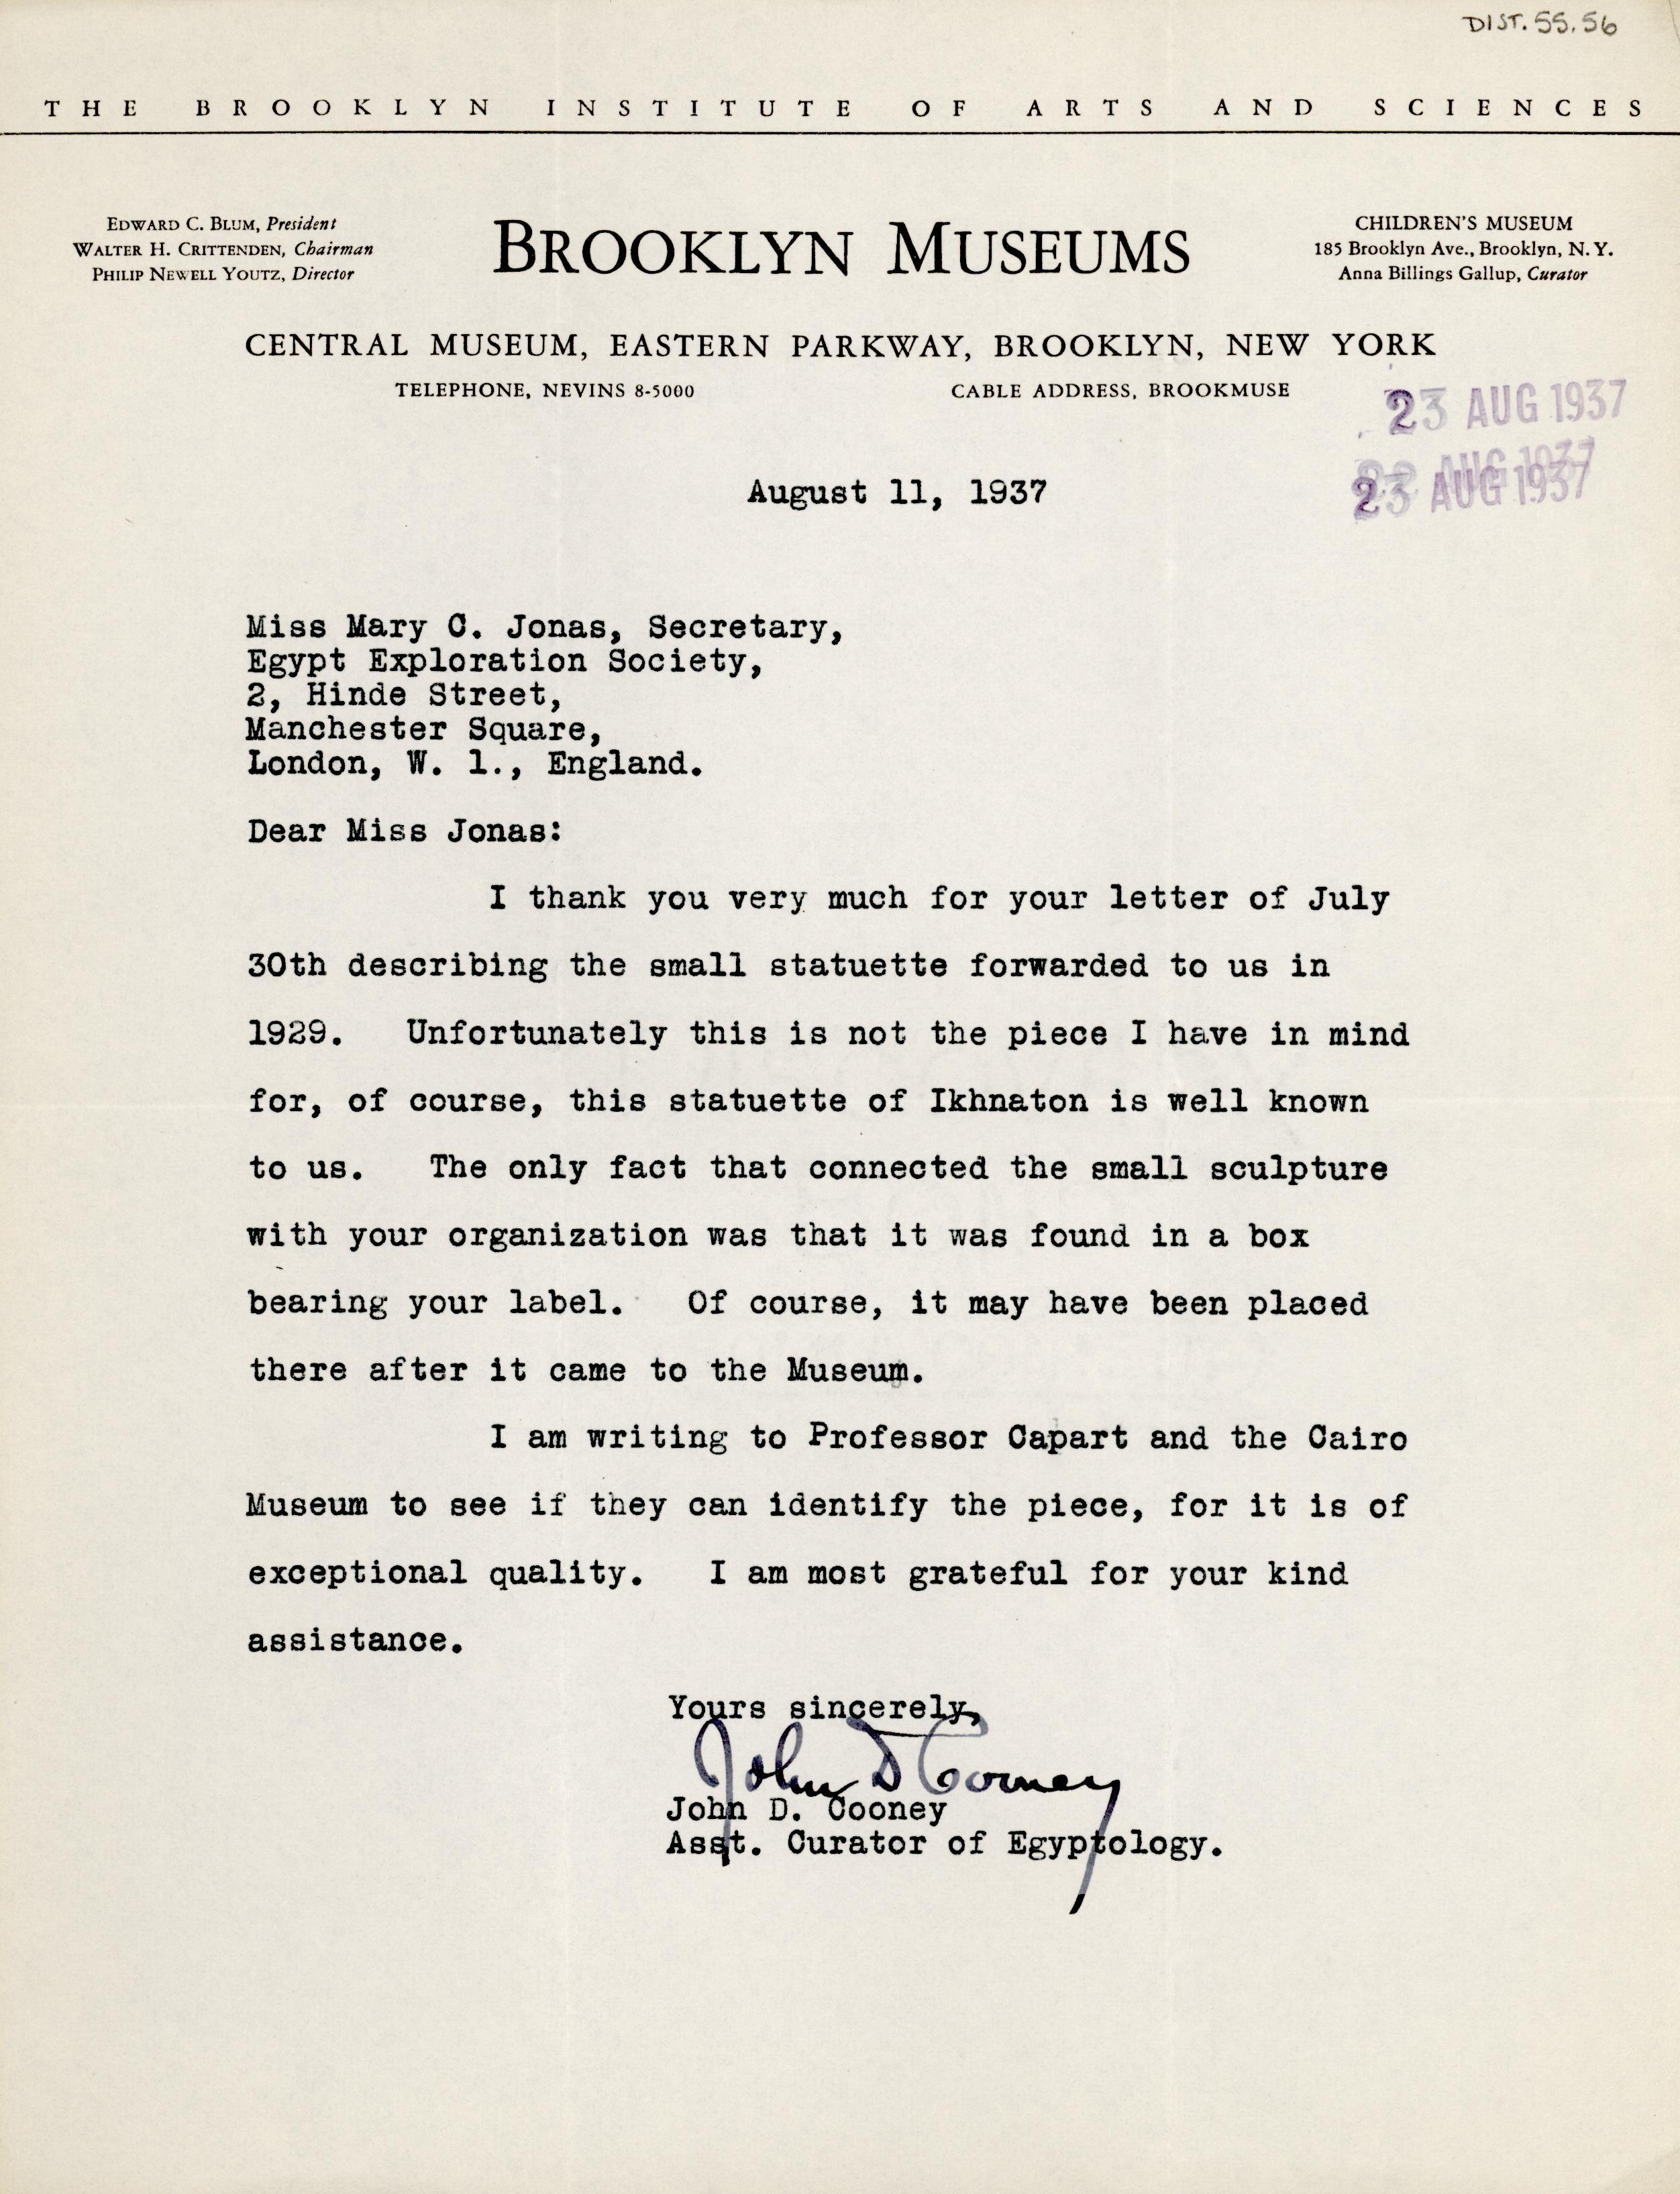 DIST. 55.56
THE BROOKLYN INSTITUTE OF ARTS AND SCIENCES
EDWARD C. BLUM, President
WALTER H. CRITTENDEN, Chairman
PHILIP NEWELL YOUTZ, Director
BROOKLYN MUSEUMS
CHILDREN'S MUSEUM
185 Brooklyn Ave., Brooklyn, N.Y.
Anna Billings Gallup, Curator
CENTRAL MUSEUM, EASTERN PARKWAY, BROOKLYN, NEW YORK
TELEPHONE, NEVINS 8-5000
CABLE ADDRESS, BROOKMUSE
23 AUG 1937
23 AUG 1937
August 11, 1937
Miss Mary C. Jonas, Secretary,
Egypt Exploration Society,
2, Hinde Street,
Manchester Square,
London, W. 1., England.
Dear Miss Jonas:
I thank you very much for your letter of July
30th describing the small statuette forwarded to us in
1929. Unfortunately this is not the piece I have in mind
for, of course, this statuette of Ikhnaton is well known
to us. The only fact that connected the small sculpture
with your organization was that it was found in a box
bearing your label. Of course, it may have been placed
there after it came to the Museum.
I am writing to Professor Capart and the Cairo
Museum to see if they can identify the piece, for it is of
exceptional quality. I am most grateful for your kind
assistance.
Yours sincerely,
John D Cooney
John D. Cooney
Asst. Curator of Egyptology.